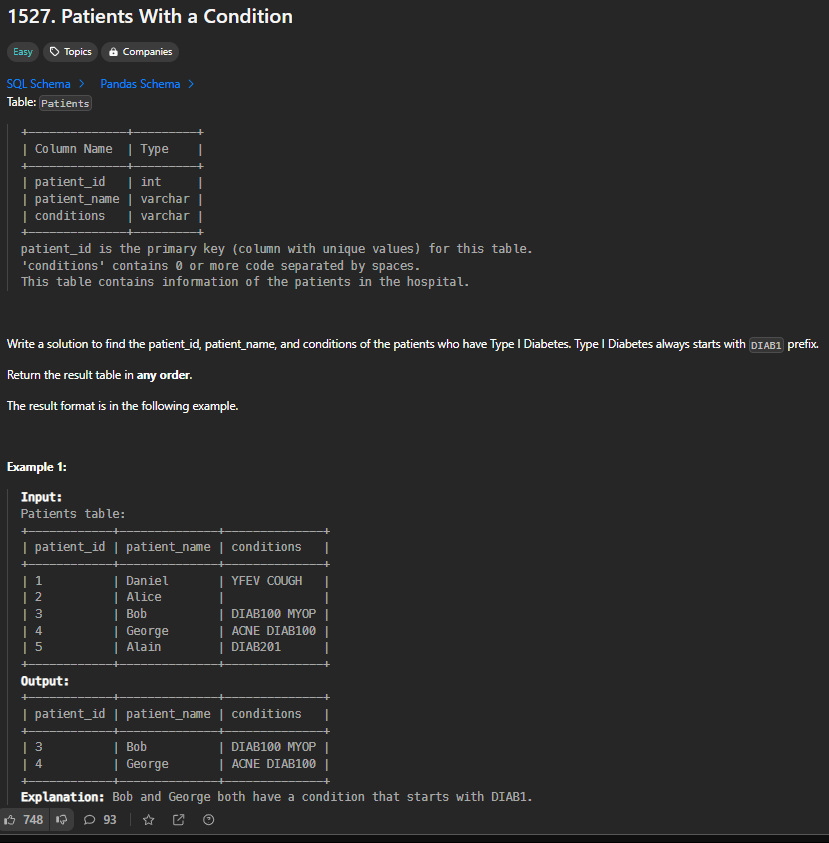 1527. Patients With a Condition
Easy Topics Companies
SQL Schema > Pandas Schema >
Table: Patients
+--------------+---------+
| Column Name  | Type    |
+--------------+---------+
| patient_id   | int     |
| patient_name | varchar |
| conditions   | varchar |
+--------------+---------+
patient_id is the primary key (column with unique values) for this table.
'conditions' contains 0 or more code separated by spaces.
This table contains information of the patients in the hospital.
Write a solution to find the patient_id, patient_name, and conditions of the patients who have Type I Diabetes. Type I Diabetes always starts with DIAB1 prefix.
Return the result table in any order.
The result format is in the following example.
Example 1:
Input:
Patients table:
+------------+--------------+--------------+
| patient_id | patient_name | conditions   |
+------------+--------------+--------------+
| 1          | Daniel       | YFEV COUGH   |
| 2          | Alice        |              |
| 3          | Bob          | DIAB100 MYOP |
| 4          | George       | ACNE DIAB100 |
| 5          | Alain        | DIAB201      |
+------------+--------------+--------------+
Output:
+------------+--------------+--------------+
| patient_id | patient_name | conditions   |
+------------+--------------+--------------+
| 3          | Bob          | DIAB100 MYOP |
| 4          | George       | ACNE DIAB100 |
+------------+--------------+--------------+
Explanation: Bob and George both have a condition that starts with DIAB1.
748 93